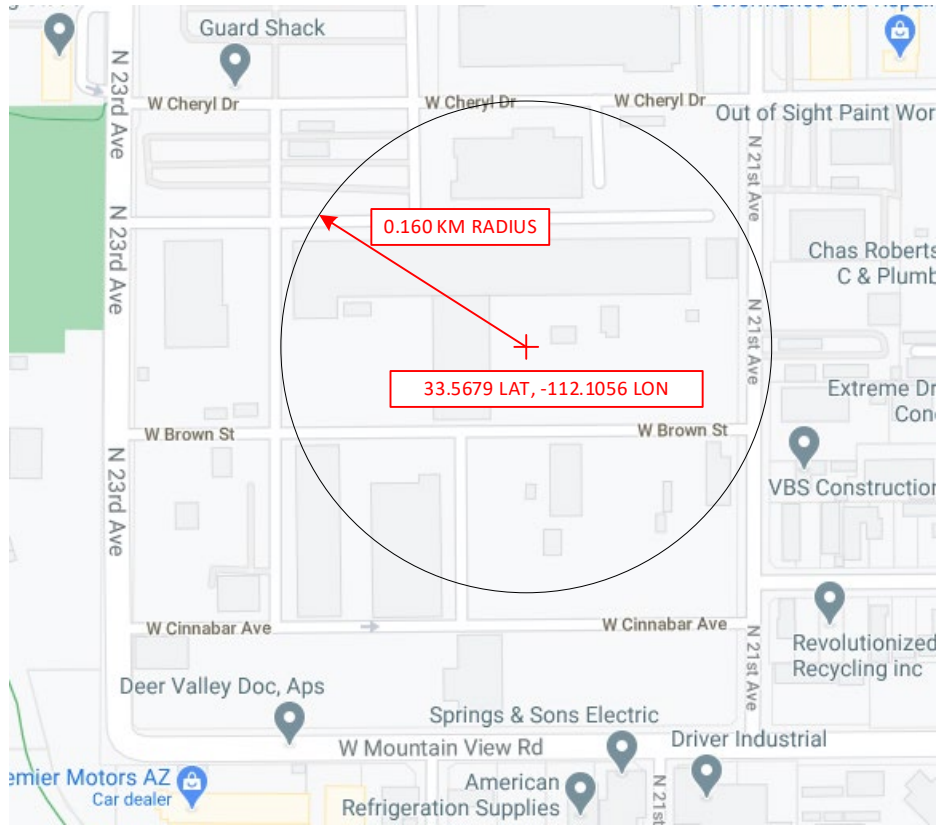 Guard Shack
N 23rd Ave
W Cheryl Dr
W Cheryl Dr
W Cheryl Dr
Out of Sight Paint Wor
N 21st Ave
N 23rd Ave
0.160 KM RADIUS
Chas Roberts
C & Plumb
N 21st Ave
33.5679 LAT, -112.1056 LON
Extreme Dr
Con
W Brown St
W Brown St
N 23rd Ave
VBS Construction
W Cinnabar Ave
W Cinnabar Ave
N 21st Ave
Revolutionized
Recycling inc
Deer Valley Doc, Aps
Springs & Sons Electric
W Mountain View Rd
Driver Industrial
emier Motors AZ
Car dealer
American
Refrigeration Supplies
N 21st